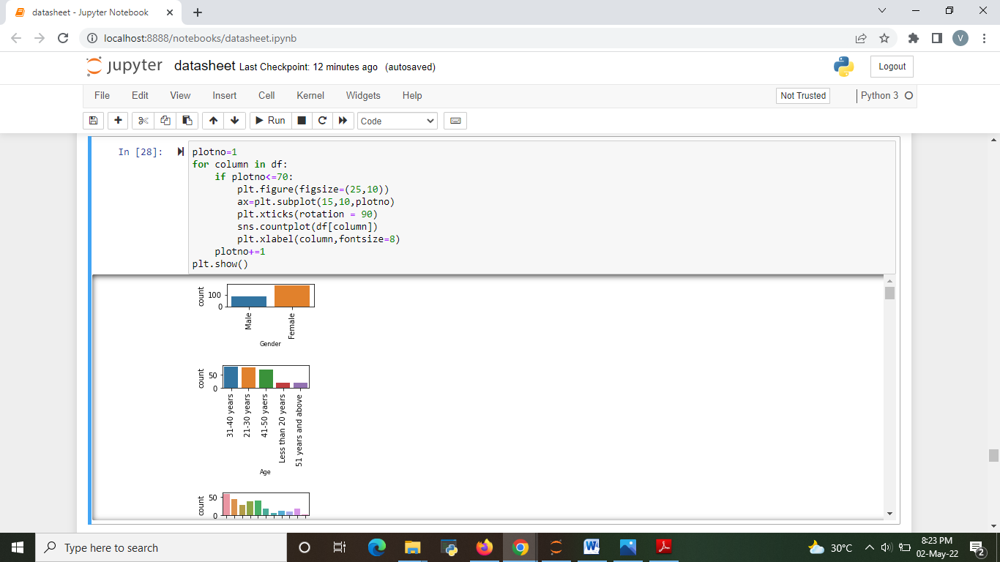 datasheet - Jupyter Notebook
localhost:8888/notebooks/datasheet.ipynb
V
jupyter datasheet Last Checkpoint: 12 minutes ago (autosaved)
Logout
File Edit View Insert Cell Kernel Widgets Help
Not Trusted
Python 3
Run
Code
In [28]:
plotno=1
for column in df:
    if plotno<=70:
        plt.figure(figsize=(25,10))
        ax=plt.subplot(15,10,plotno)
        plt.xticks(rotation = 90)
        sns.countplot(df[column])
        plt.xlabel(column,fontsize=8)
    plotno+=1
plt.show()
count
100
0
Male
Female
Gender
count
50
0
31-40 years
21-30 years
41-50 yaers
Less than 20 years
51 years and above
Age
count
50
0
Type here to search
30°C
8:23 PM
02-May-22
2